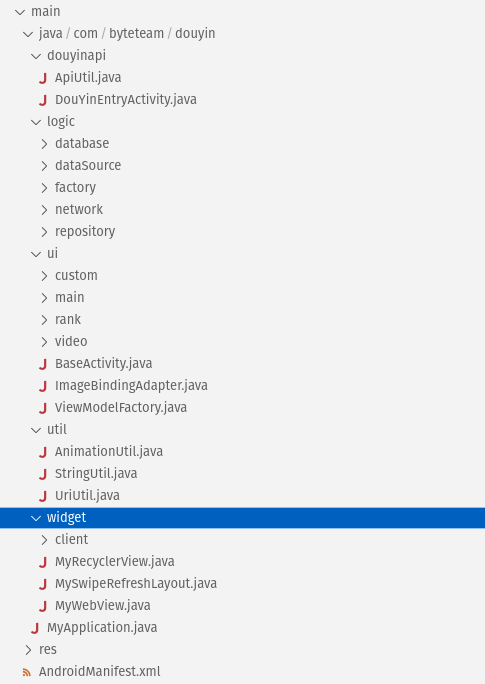 main
java / com / byteteam / douyin
douyinapi
ApiUtil.java
DouYinEntryActivity.java
logic
database
dataSource
factory
network
repository
ui
custom
main
rank
video
BaseActivity.java
ImageBindingAdapter.java
ViewModelFactory.java
util
AnimationUtil.java
StringUtil.java
UriUtil.java
widget
client
MyRecyclerView.java
MySwipeRefreshLayout.java
MyWebView.java
MyApplication.java
res
AndroidManifest.xml